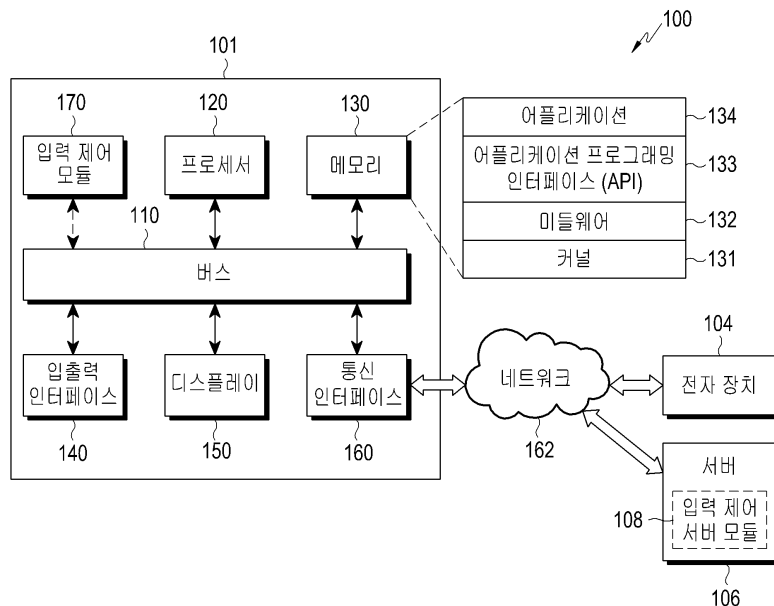 100
101
170
120
130
입력 제어
모듈
프로세서
메모리
어플리케이션
134
어플리케이션 프로그래밍
인터페이스 (API)
133
미들웨어
132
커널
131
110
버스
입출력
인터페이스
디스플레이
통신
인터페이스
140
150
160
네트워크
162
104
전자 장치
서버
108
입력 제어
서버 모듈
106